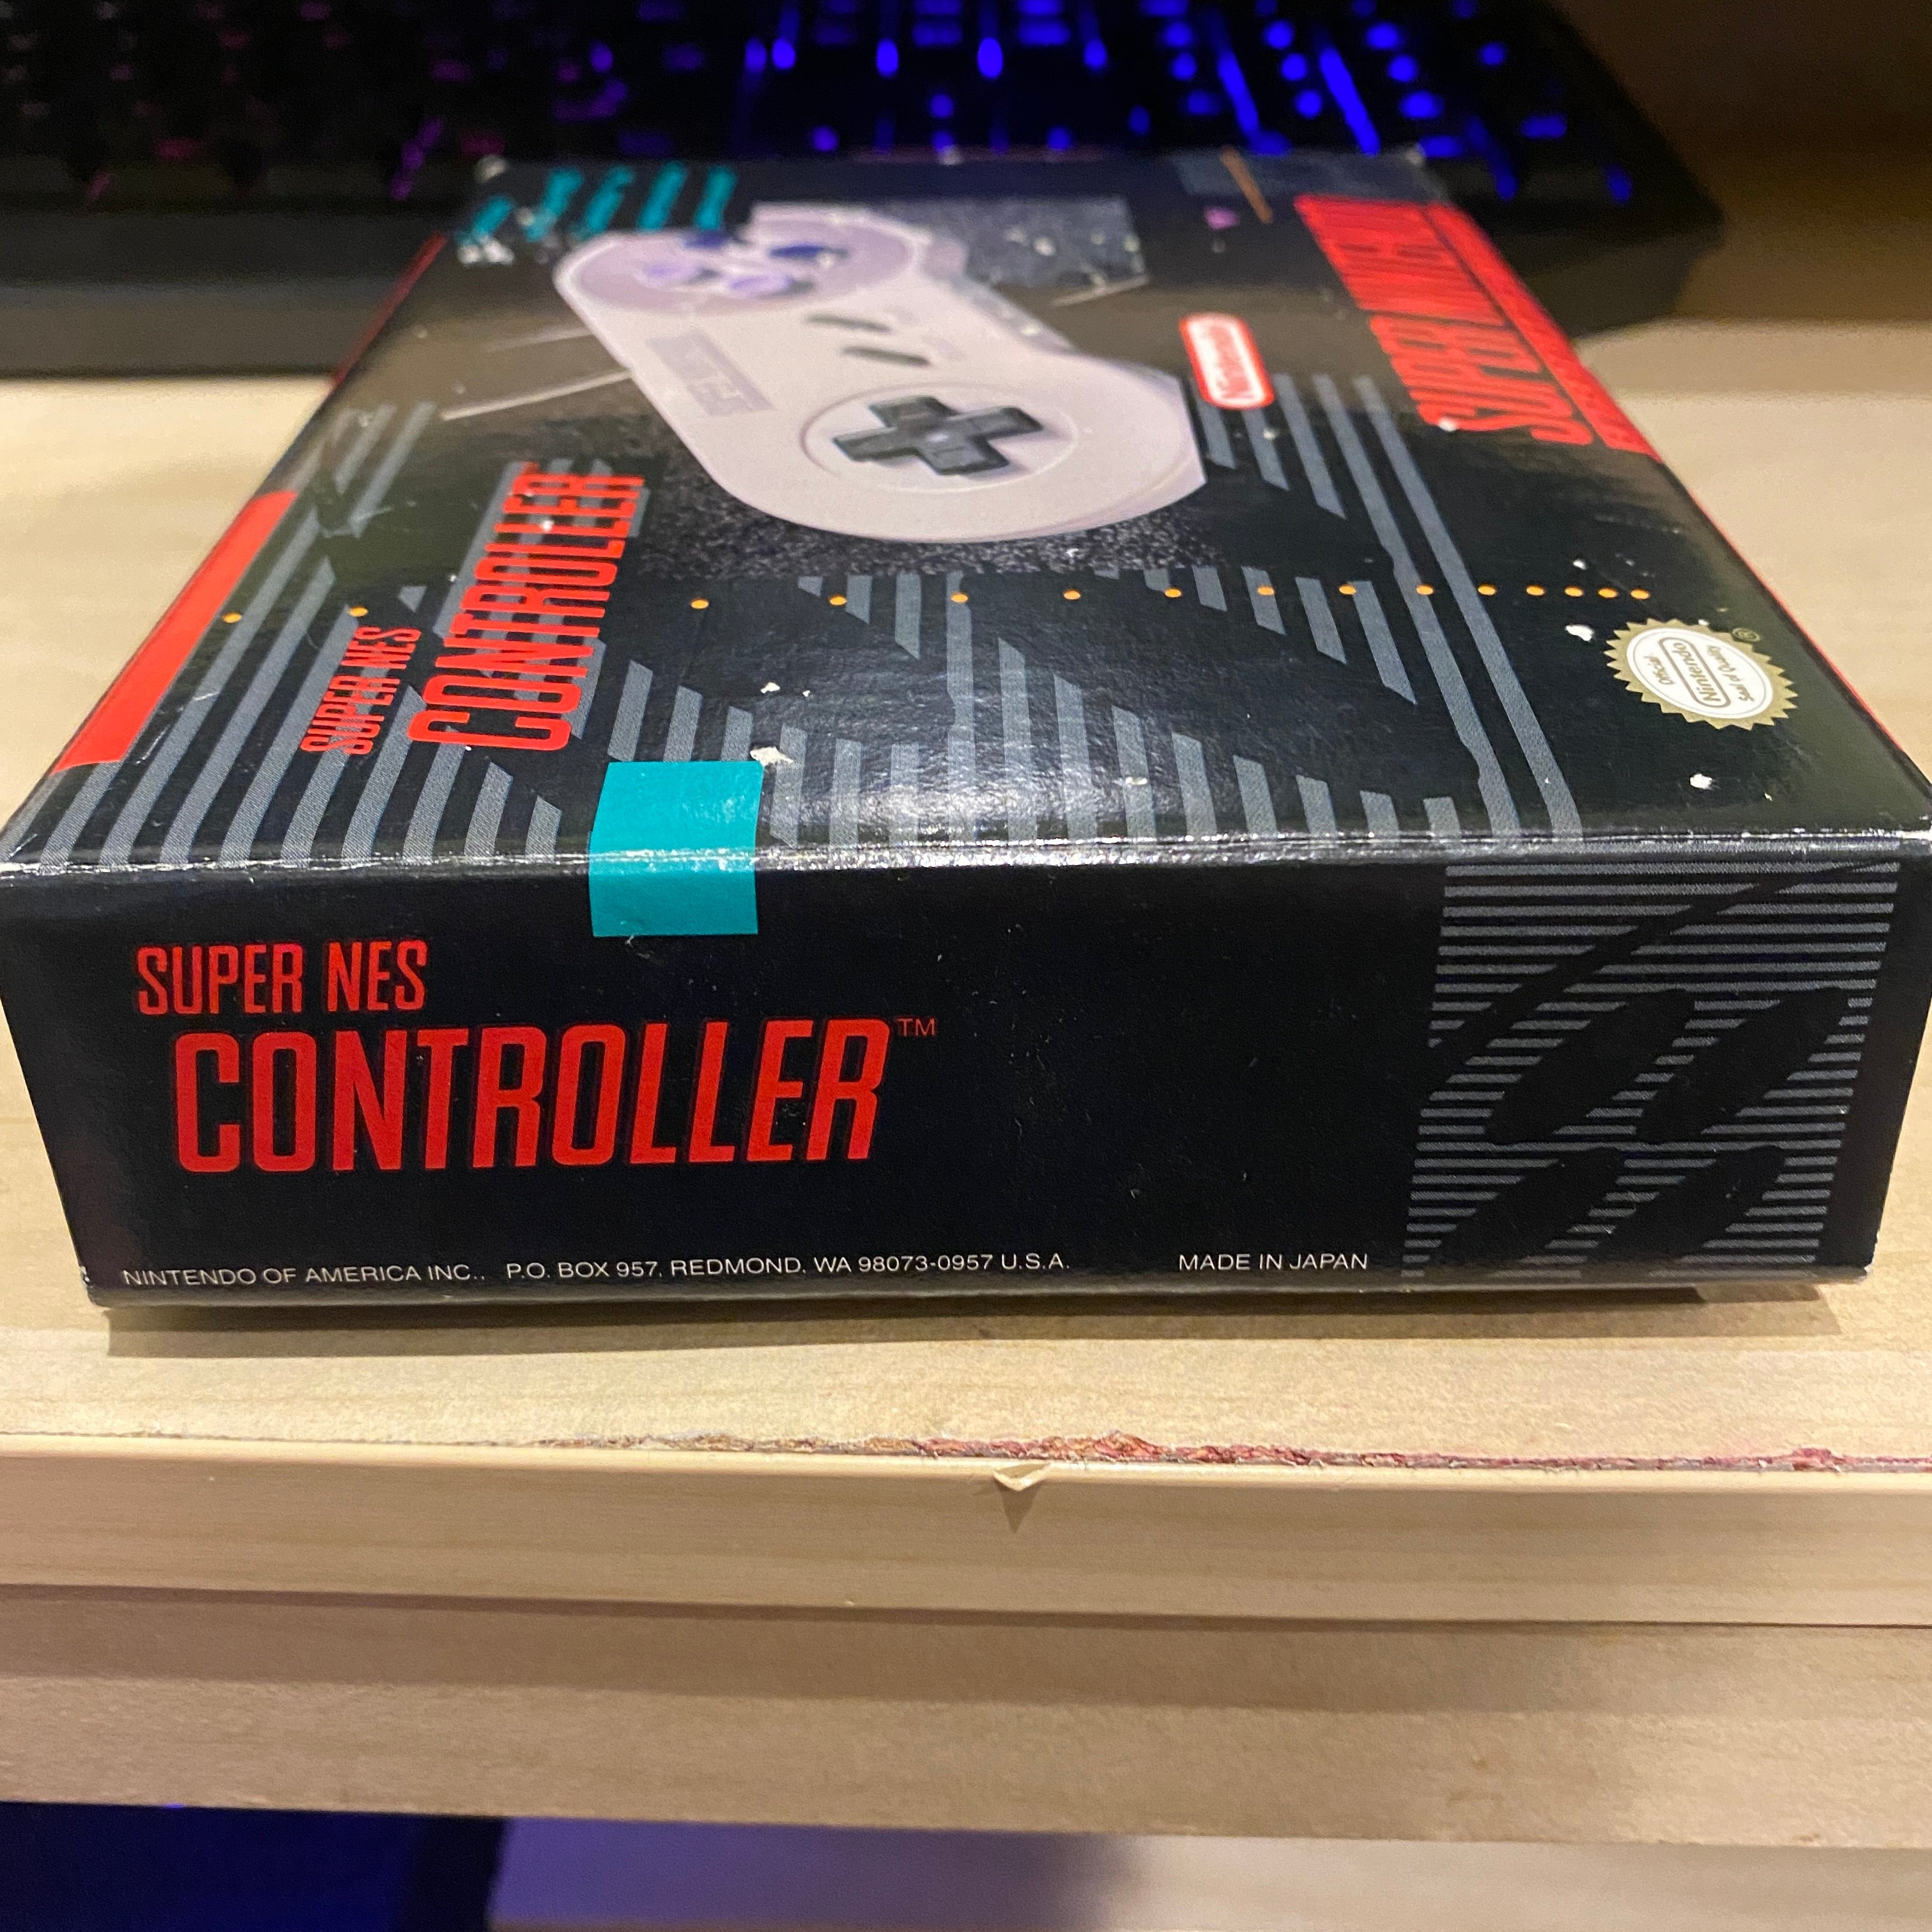 SUPER NINTENDO
Nintendo
SUPER NES
CONTROLLER
Official
Nintendo
Seal of Quality
®
SUPER NES
CONTROLLER™
NINTENDO OF AMERICA INC., P.O. BOX 957, REDMOND, WA 98073-0957 U.S.A. MADE IN JAPAN